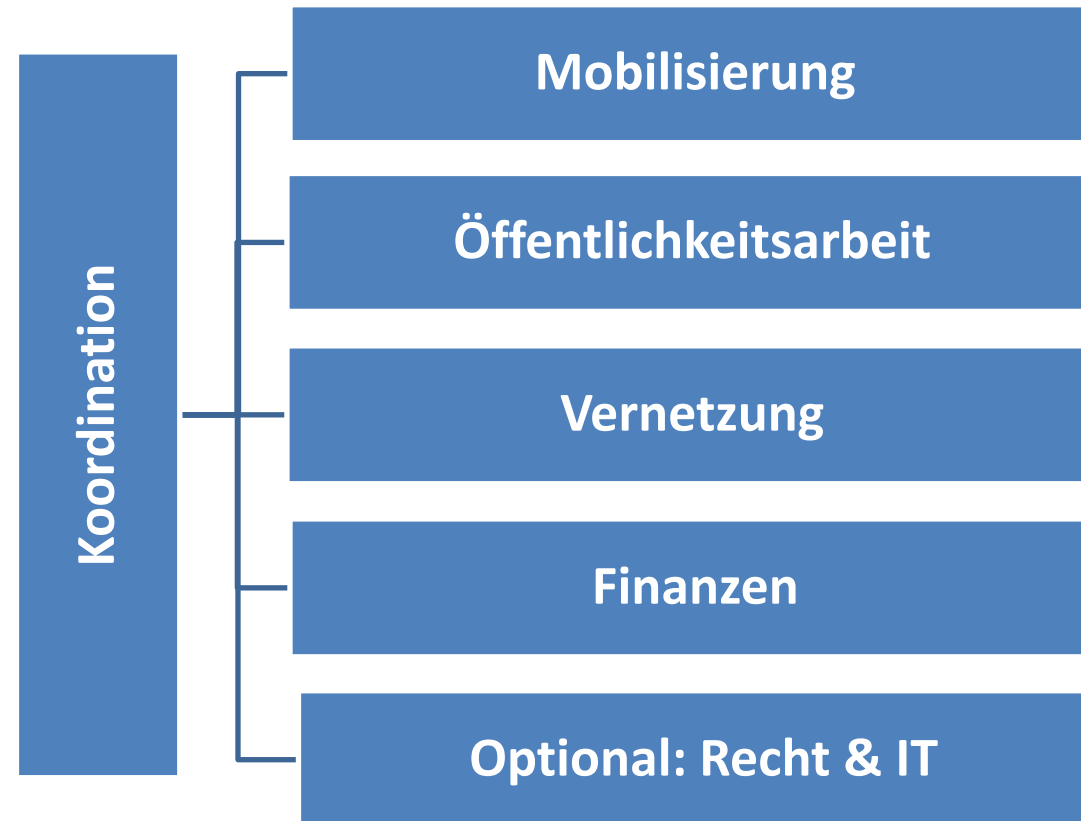 Koordination
Mobilisierung
Öffentlichkeitsarbeit
Vernetzung
Finanzen
Optional: Recht & IT